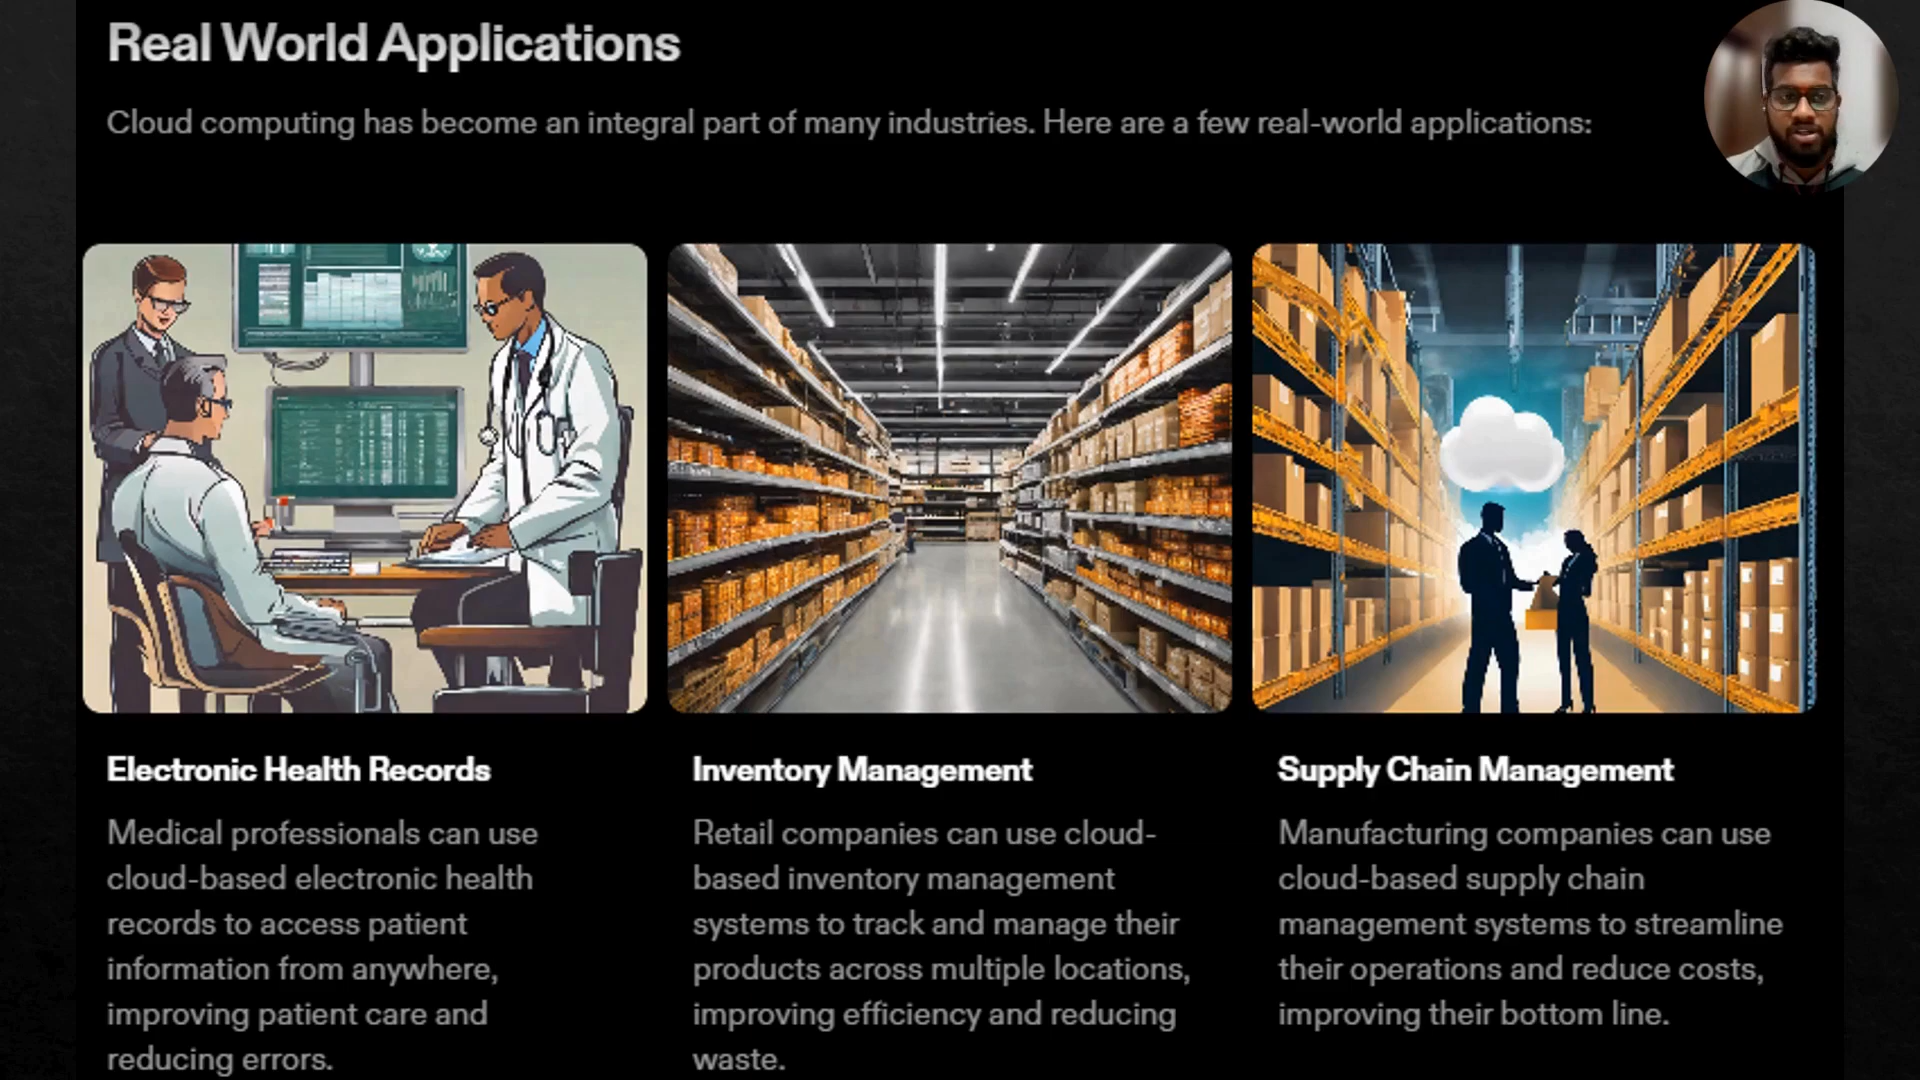 Real World Applications
Cloud computing has become an integral part of many industries. Here are a few real-world applications:
Electronic Health Records
Medical professionals can use
cloud-based electronic health
records to access patient
information from anywhere,
improving patient care and
reducing errors.
Inventory Management
Retail companies can use cloud-
based inventory management
systems to track and manage their
products across multiple locations,
improving efficiency and reducing
waste.
Supply Chain Management
Manufacturing companies can use
cloud-based supply chain
management systems to streamline
their operations and reduce costs,
improving their bottom line.